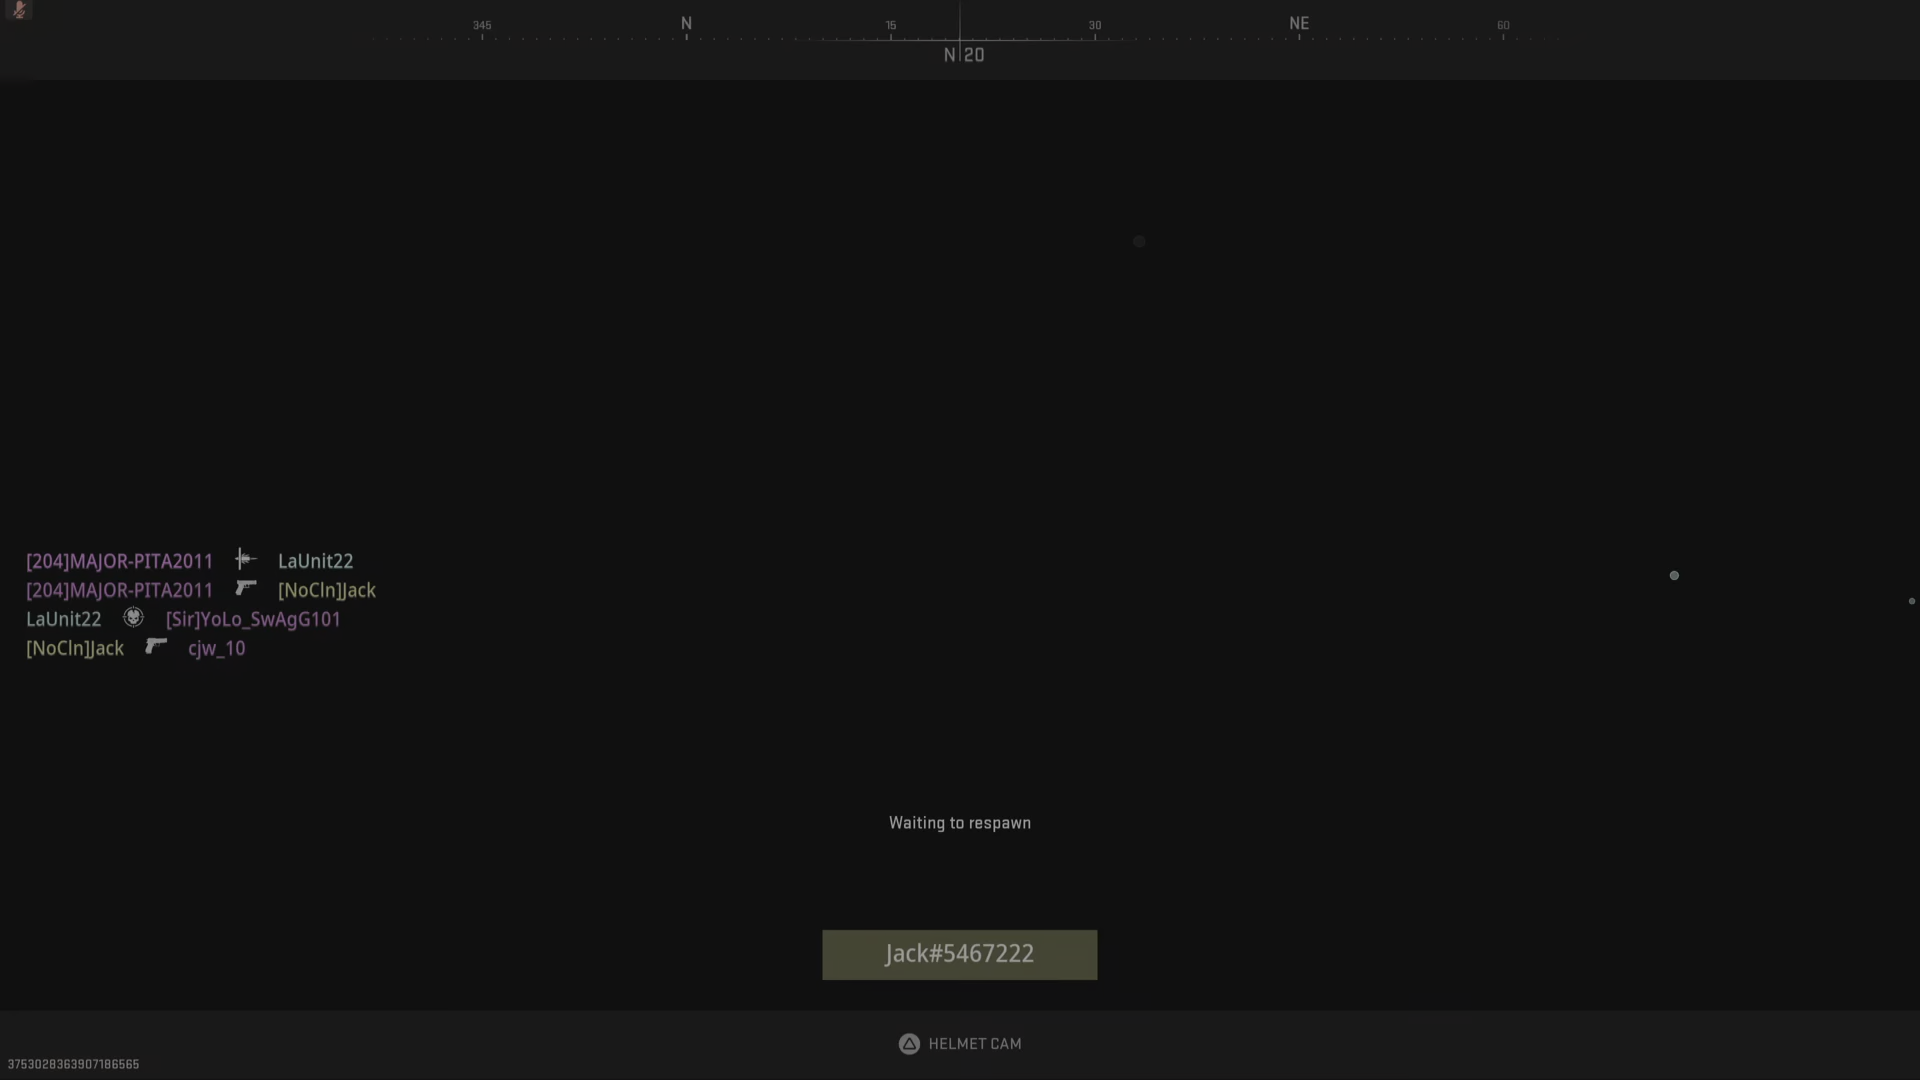 345 N 15 30 NE 60
N 20
[204]MAJOR-PITA2011 LaUnit22
[204]MAJOR-PITA2011 [NoCln]Jack
LaUnit22 [Sir]YoLo_SwAgG101
[NoCln]Jack cjw_10
Waiting to respawn
Jack#5467222
HELMET CAM
3753028363907186565